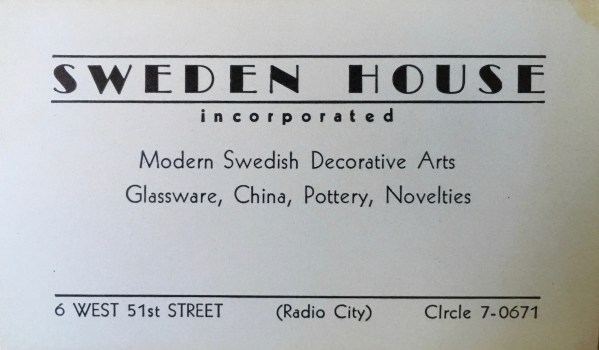 SWEDEN HOUSE
incorporated
Modern Swedish Decorative Arts
Glassware, China, Pottery, Novelties
6 WEST 51st STREET (Radio City) CIrcle 7-0671